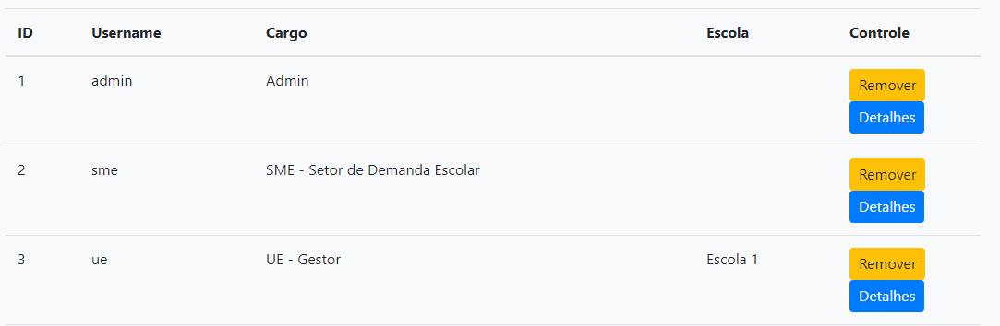 ID Username Cargo Escola Controle
1 admin Admin Remover
Detalhes
2 sme SME - Setor de Demanda Escolar Remover
Detalhes
3 ue UE - Gestor Escola 1 Remover
Detalhes